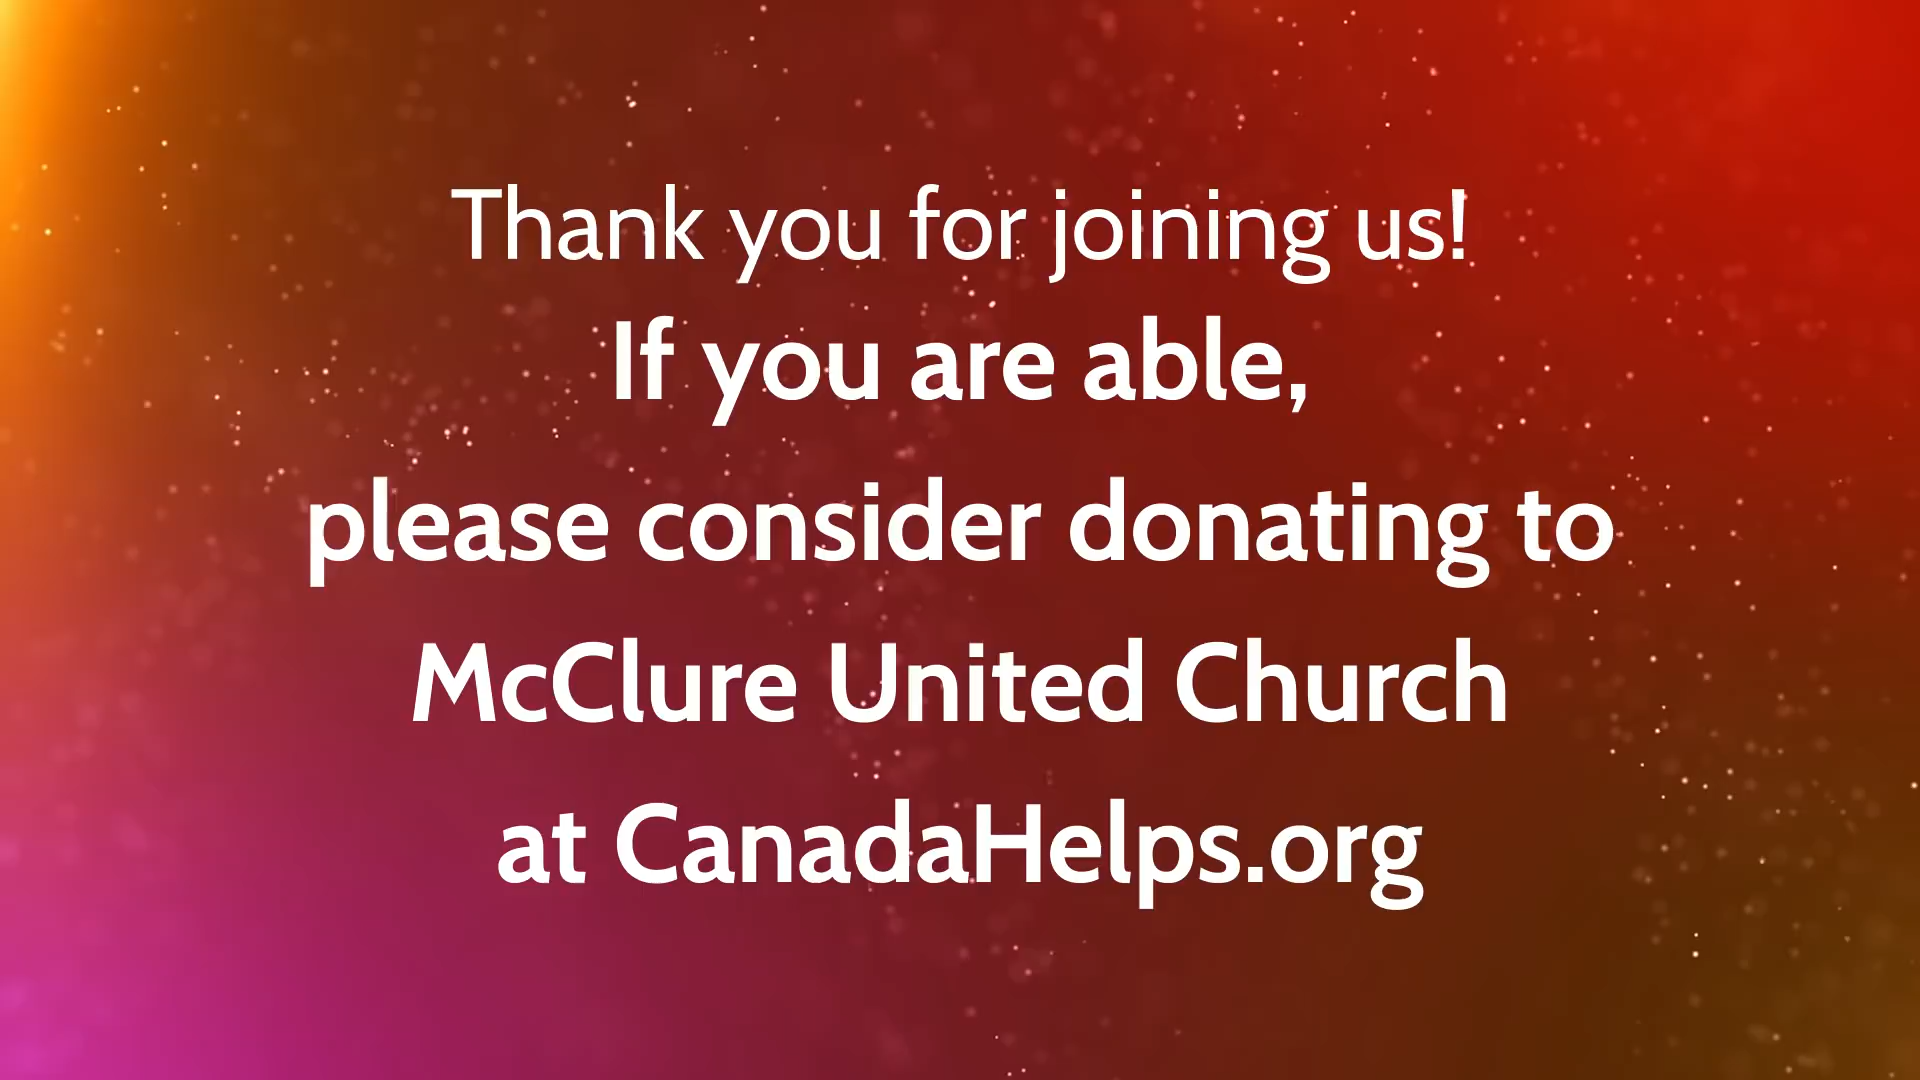 Thank you for joining us!
If you are able,
please consider donating to
McClure United Church
at CanadaHelps.org